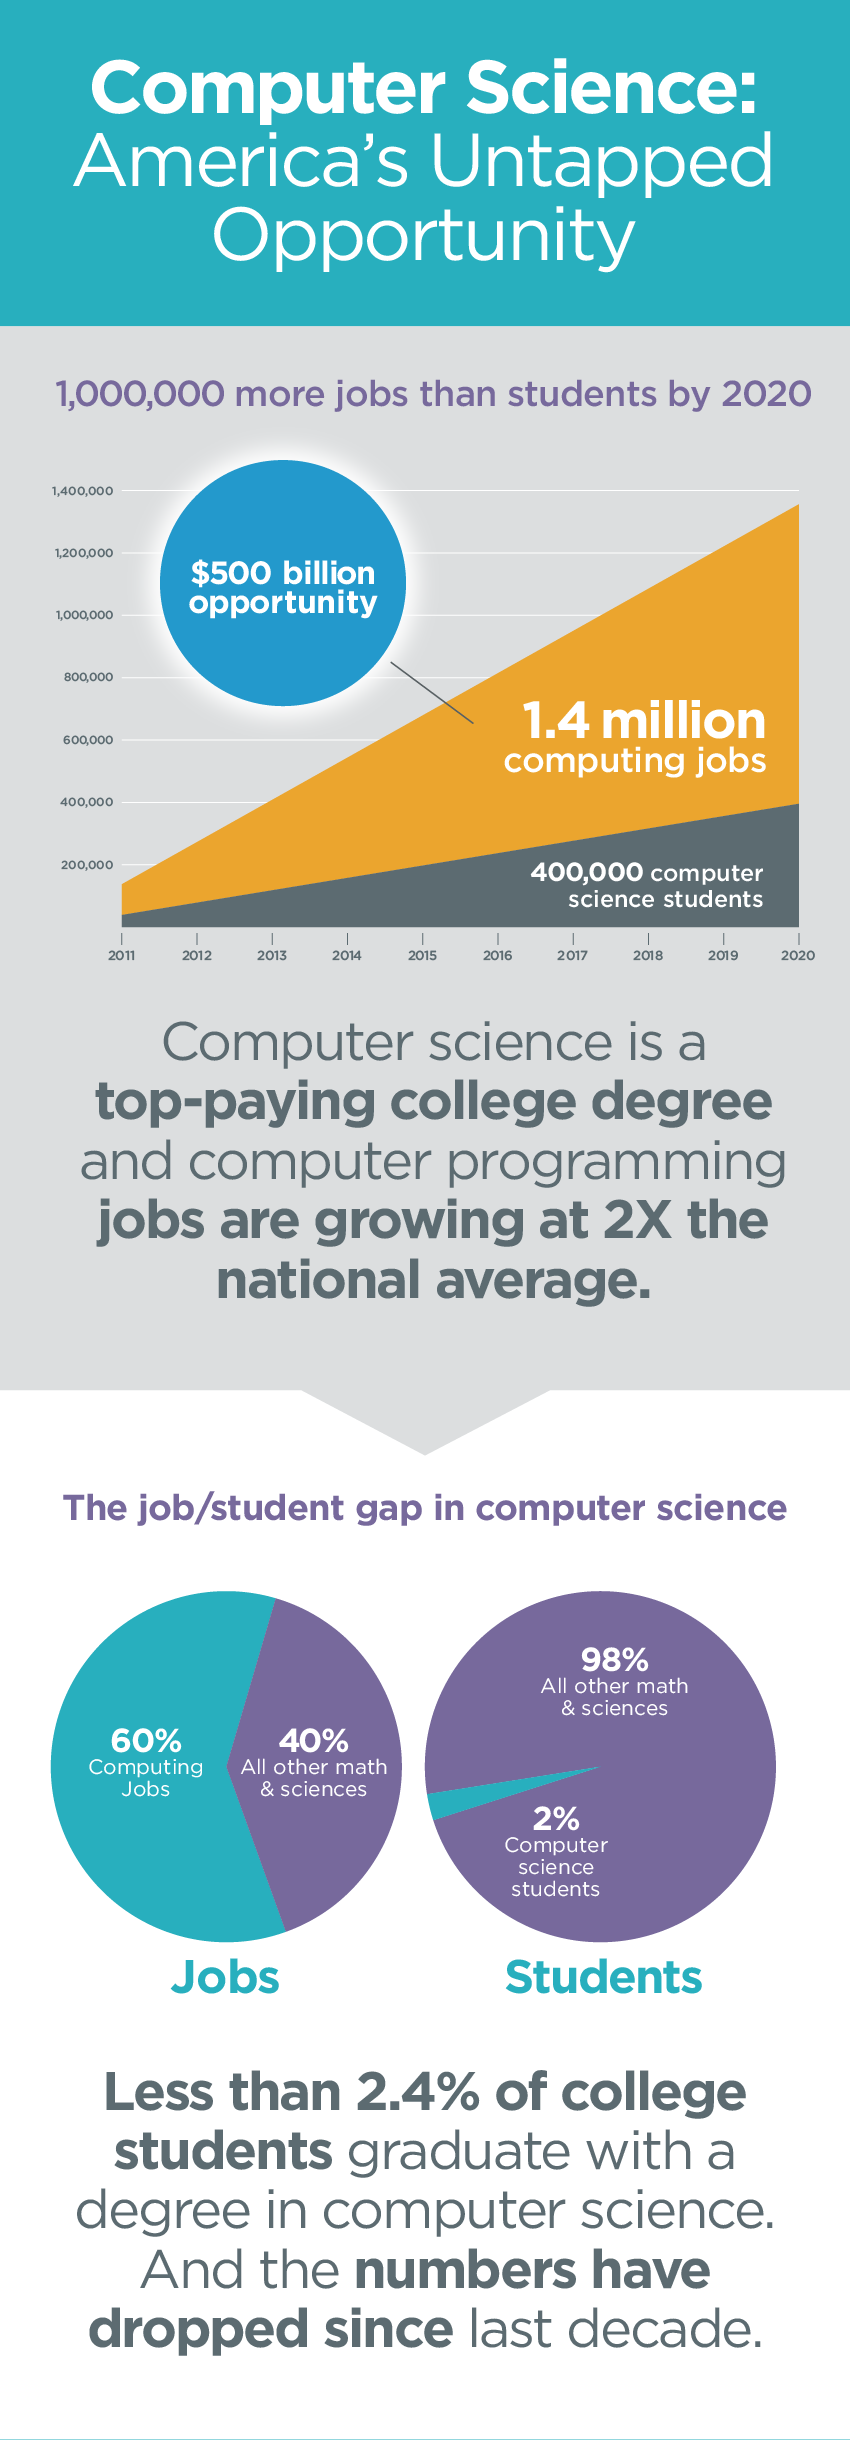 Computer Science:
America's Untapped
Opportunity
1,000,000 more jobs than students by 2020
1,400,000
1,200,000
1,000,000
800,000
600,000
400,000
200,000
$500 billion
opportunity
1.4 million
computing jobs
400,000 computer
science students
2011 2012 2013 2014 2015 2016 2017 2018 2019 2020
Computer science is a
top-paying college degree
and computer programming
jobs are growing at 2X the
national average.
The job/student gap in computer science
60%
Computing
Jobs
40%
All other math
& sciences
Jobs
98%
All other math
& sciences
2%
Computer
science
students
Students
Less than 2.4% of college
students graduate with a
degree in computer science.
And the numbers have
dropped since last decade.